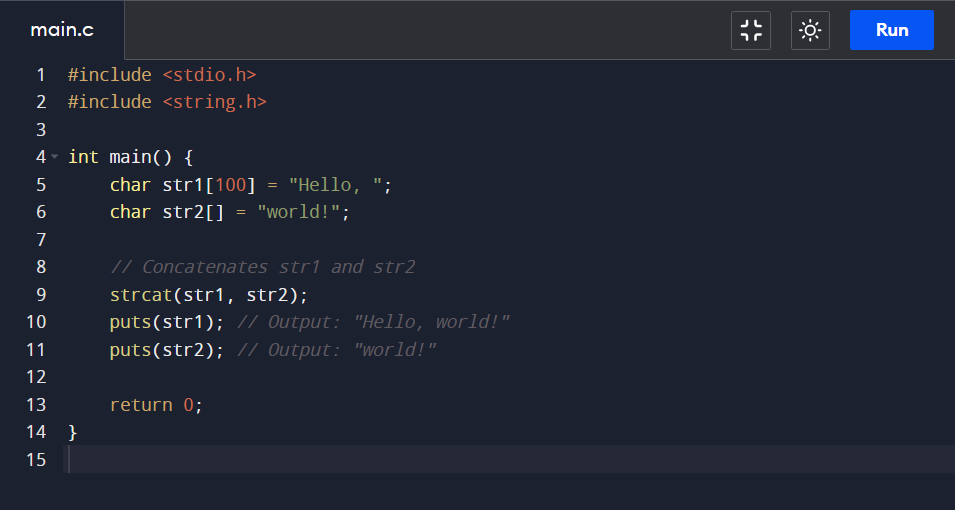 main.c
Run
1 #include <stdio.h>
2 #include <string.h>
3
4 int main() {
5     char str1[100] = "Hello, ";
6     char str2[] = "world!";
7
8     // Concatenates str1 and str2
9     strcat(str1, str2);
10     puts(str1); // Output: "Hello, world!"
11     puts(str2); // Output: "world!"
12
13     return 0;
14 }
15